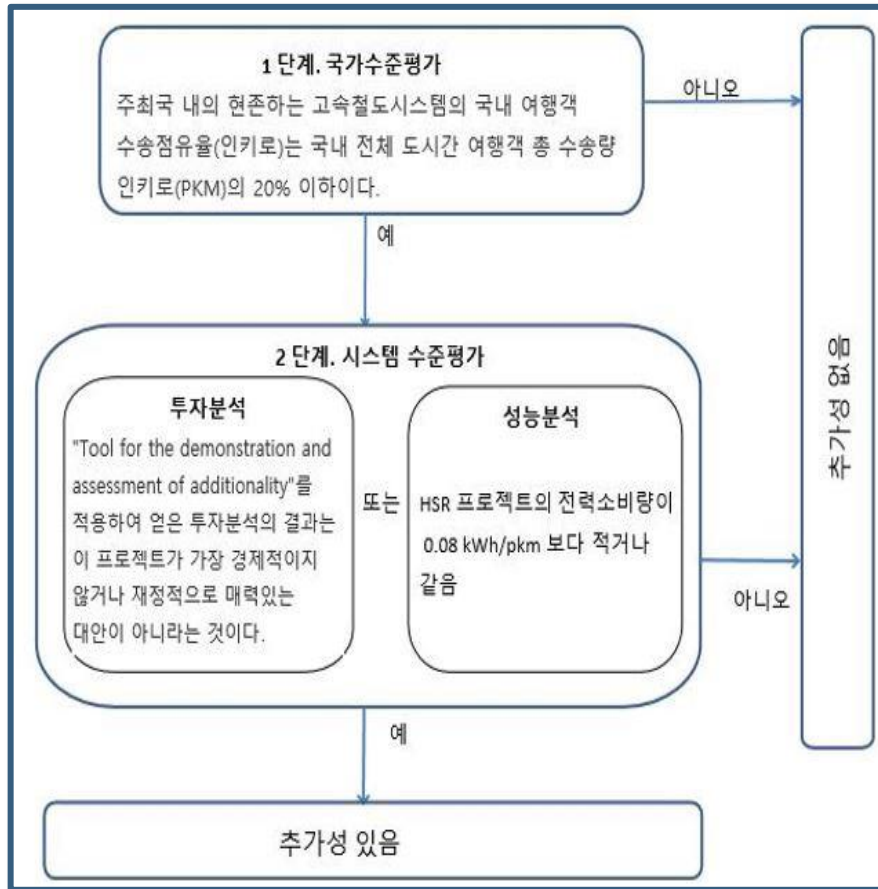 1 단계. 국가수준평가
주최국 내의 현존하는 고속철도시스템의 국내 여행객
수송점유율(인키로)는 국내 전체 도시간 여행객 총 수송량
인키로(PKM)의 20% 이하이다.
아니오
예
추가성 없음
2 단계. 시스템 수준평가
투자분석
"Tool for the demonstration and
assessment of additionality"를
적용하여 얻은 투자분석의 결과는
이 프로젝트가 가장 경제적이지
않거나 재정적으로 매력있는
대안이 아니라는 것이다.
또는
성능분석
HSR 프로젝트의 전력소비량이
0.08 kWh/pkm 보다 적거나
같음
아니오
예
추가성 있음